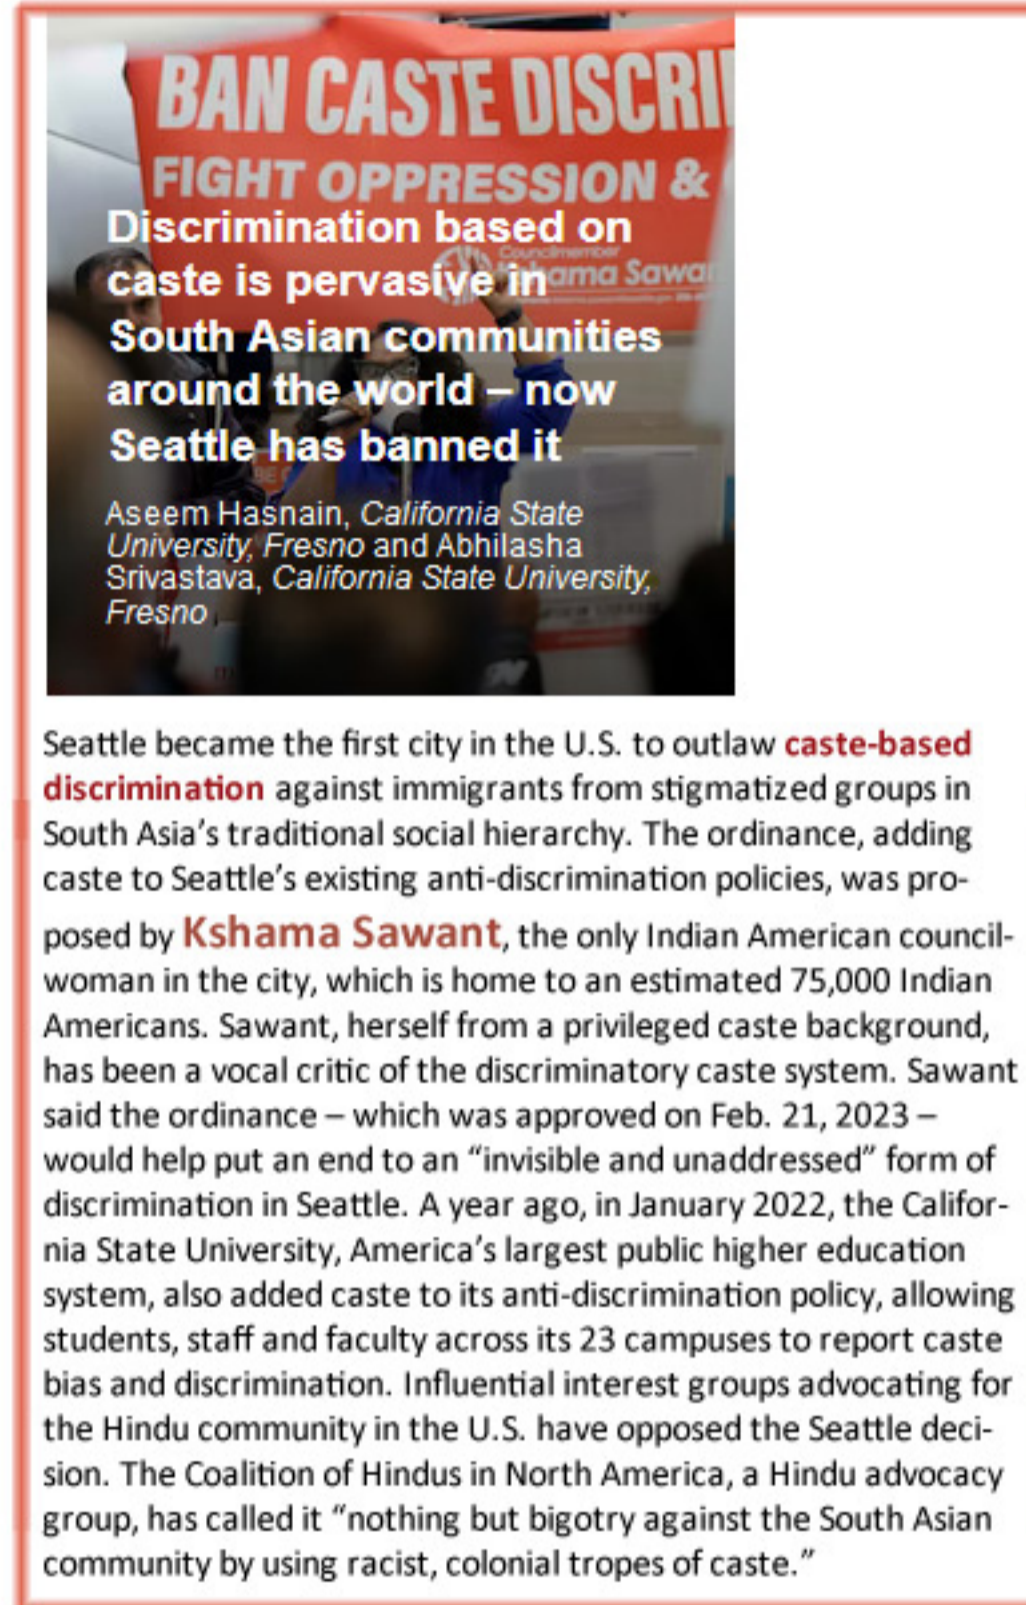 BAN CASTE DISCRI
FIGHT OPPRESSION &
Councilmember
Kshama Sawa
Discrimination based on
caste is pervasive in
South Asian communities
around the world – now
Seattle has banned it
Aseem Hasnain, California State
University, Fresno and Abhilasha
Srivastava, California State University,
Fresno
Seattle became the first city in the U.S. to outlaw caste-based
discrimination against immigrants from stigmatized groups in
South Asia’s traditional social hierarchy. The ordinance, adding
caste to Seattle’s existing anti-discrimination policies, was pro-
posed by Kshama Sawant, the only Indian American council-
woman in the city, which is home to an estimated 75,000 Indian
Americans. Sawant, herself from a privileged caste background,
has been a vocal critic of the discriminatory caste system. Sawant
said the ordinance – which was approved on Feb. 21, 2023 –
would help put an end to an “invisible and unaddressed” form of
discrimination in Seattle. A year ago, in January 2022, the Califor-
nia State University, America’s largest public higher education
system, also added caste to its anti-discrimination policy, allowing
students, staff and faculty across its 23 campuses to report caste
bias and discrimination. Influential interest groups advocating for
the Hindu community in the U.S. have opposed the Seattle deci-
sion. The Coalition of Hindus in North America, a Hindu advocacy
group, has called it “nothing but bigotry against the South Asian
community by using racist, colonial tropes of caste.”